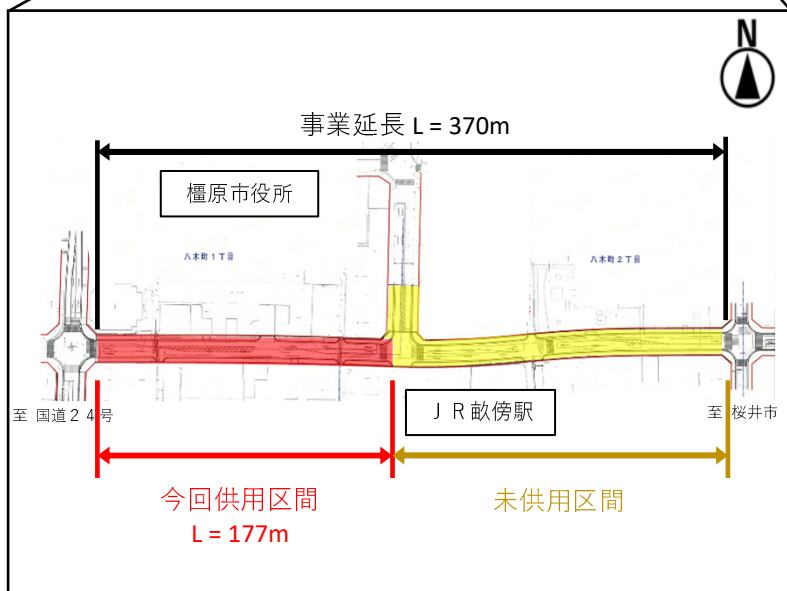 N
事業延長 L = 370m
橿原市役所
八木町1丁目
八木町2丁目
至 国道24号
JR畝傍駅
至 桜井市
今回供用区間
L = 177m
未供用区間